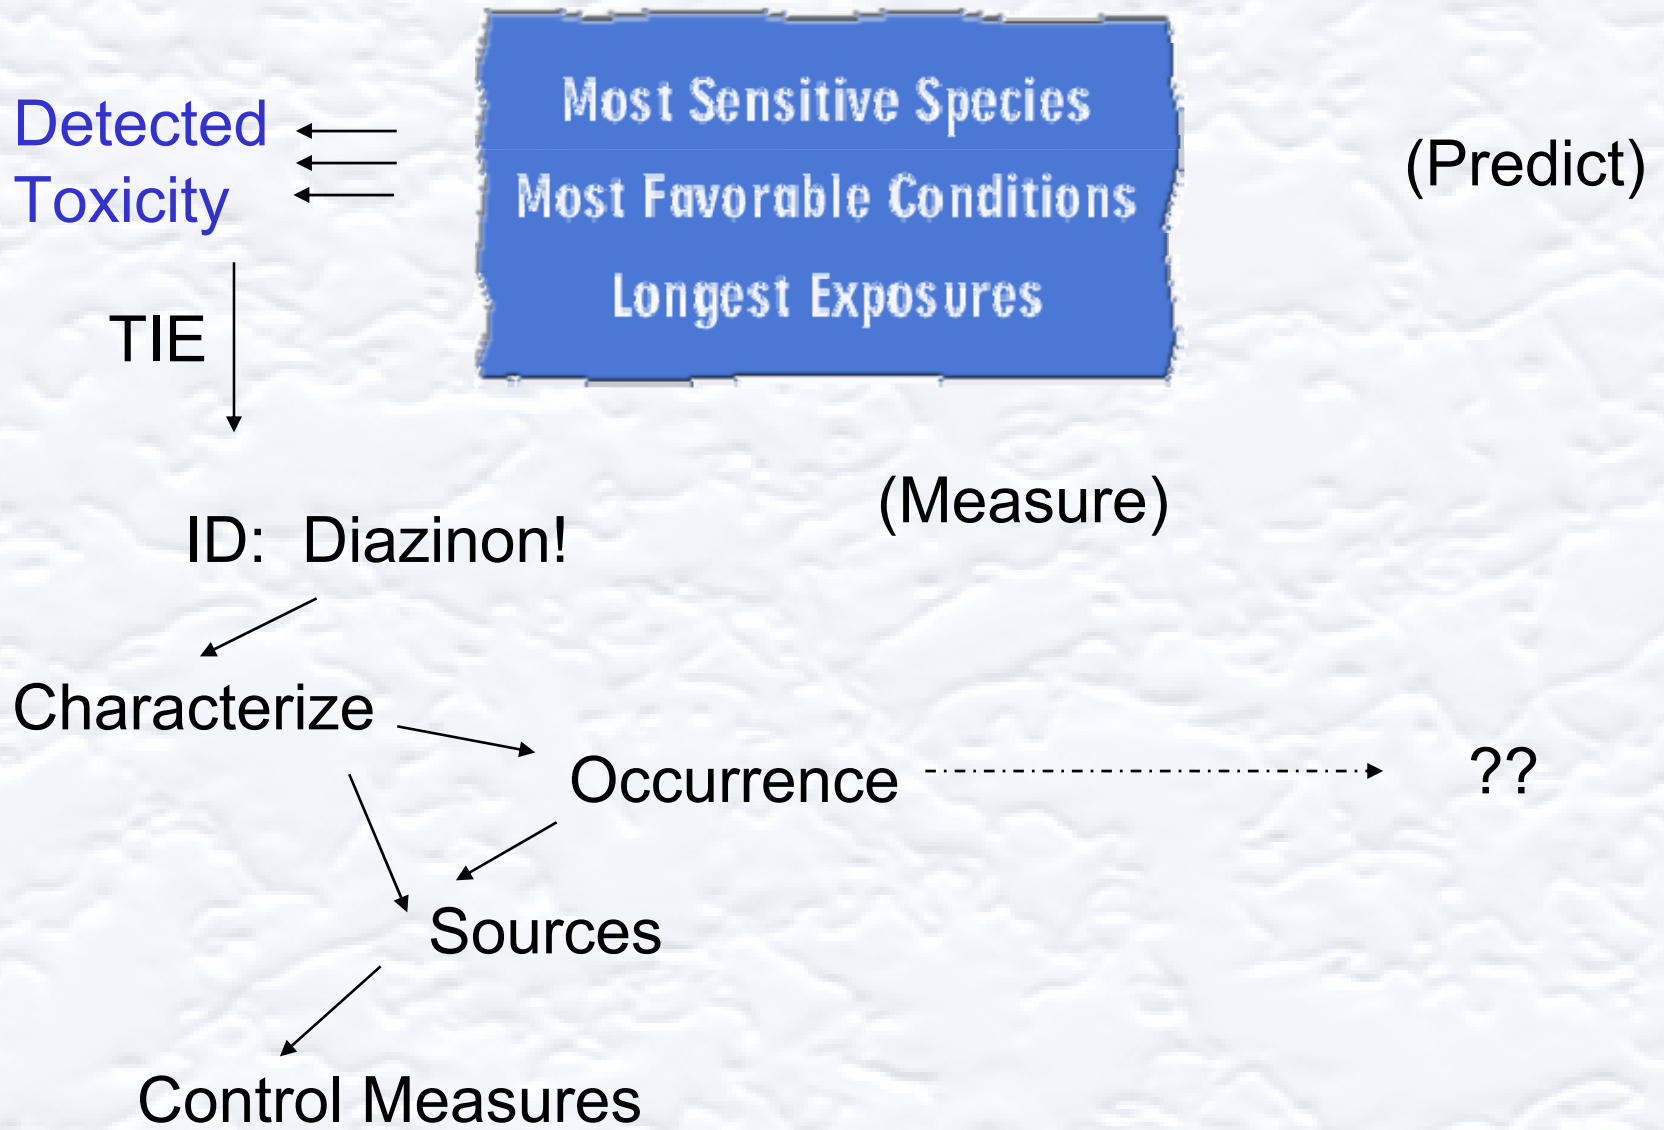 Most Sensitive Species
Most Favorable Conditions
Longest Exposures
Detected
Toxicity
(Predict)
TIE
(Measure)
ID: Diazinon!
Characterize
Occurrence
??
Sources
Control Measures